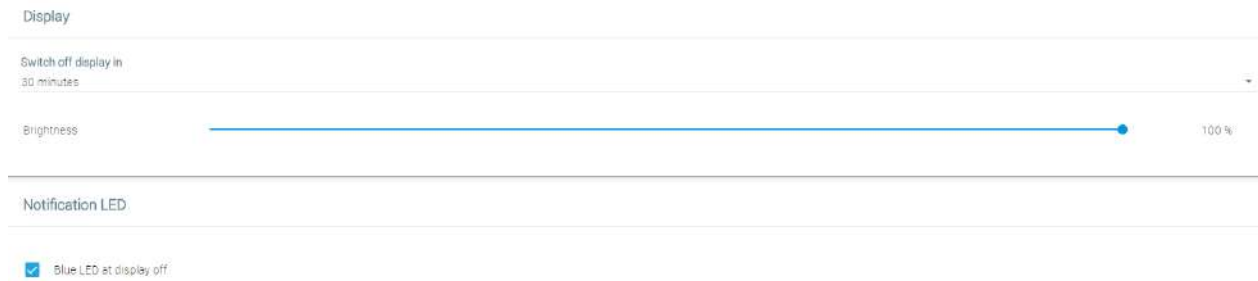 Display
Switch off display in
30 minutes
Brightness
100 %
Notification LED
Blue LED at display off